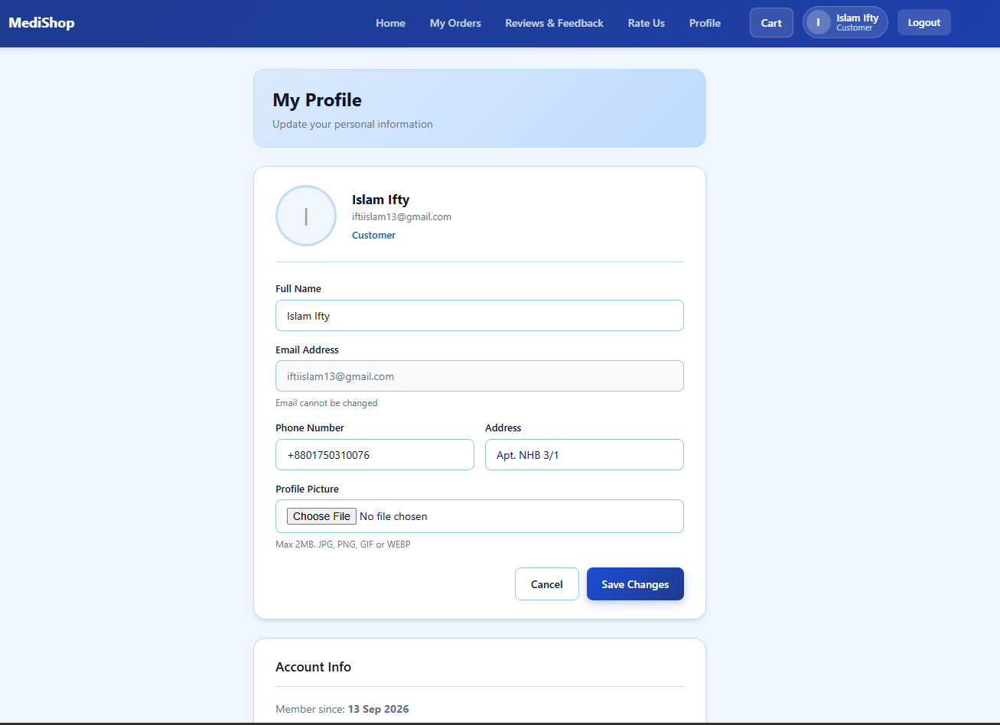 MediShop
Home My Orders Reviews & Feedback Rate Us Profile Cart I Islam Ifty Logout
Customer
My Profile
Update your personal information
I
Islam Ifty
iftiislam13@gmail.com
Customer
Full Name
Islam Ifty
Email Address
iftiislam13@gmail.com
Email cannot be changed
Phone Number Address
+8801750310076 Apt. NHB 3/1
Profile Picture
Choose File No file chosen
Max 2MB. JPG, PNG, GIF or WEBP
Cancel Save Changes
Account Info
Member since: 13 Sep 2026